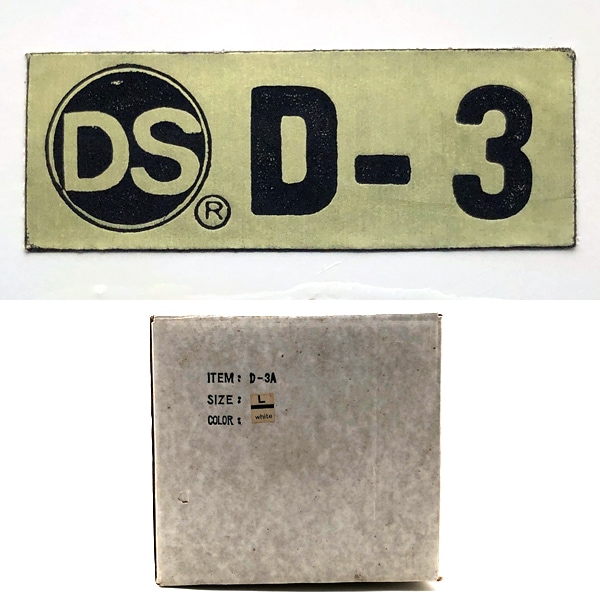 DS® D-3
ITEM: D-3A
SIZE: L
COLOR: white